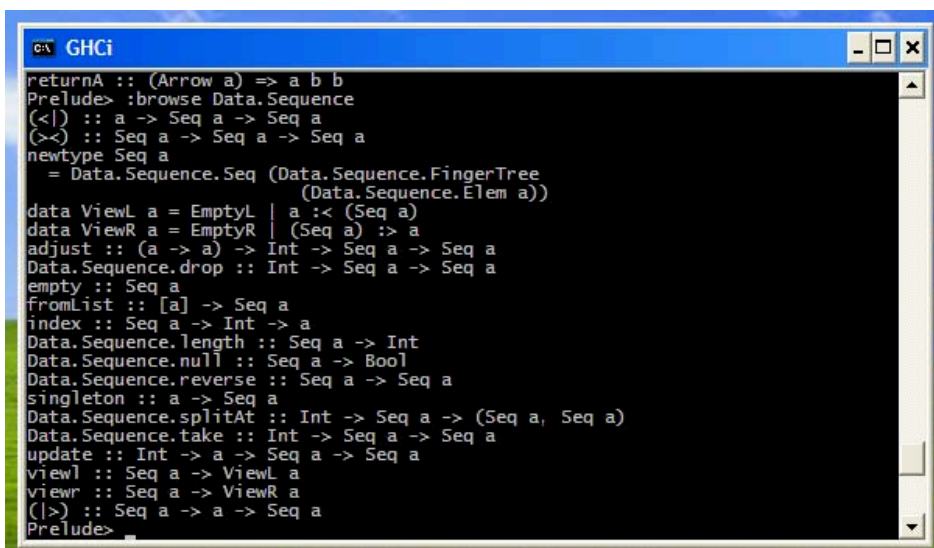 GHCi
returnA :: (Arrow a) => a b b
Prelude> :browse Data.Sequence
(<|) :: a -> Seq a -> Seq a
(><) :: Seq a -> Seq a -> Seq a
newtype Seq a
  = Data.Sequence.Seq (Data.Sequence.FingerTree
                         (Data.Sequence.Elem a))
data ViewL a = EmptyL | a :< (Seq a)
data ViewR a = EmptyR | (Seq a) :> a
adjust :: (a -> a) -> Int -> Seq a -> Seq a
Data.Sequence.drop :: Int -> Seq a -> Seq a
empty :: Seq a
fromList :: [a] -> Seq a
index :: Seq a -> Int -> a
Data.Sequence.length :: Seq a -> Int
Data.Sequence.null :: Seq a -> Bool
Data.Sequence.reverse :: Seq a -> Seq a
singleton :: a -> Seq a
Data.Sequence.splitAt :: Int -> Seq a -> (Seq a, Seq a)
Data.Sequence.take :: Int -> Seq a -> Seq a
update :: Int -> a -> Seq a -> Seq a
viewl :: Seq a -> ViewL a
viewr :: Seq a -> ViewR a
(|>) :: Seq a -> a -> Seq a
Prelude> _